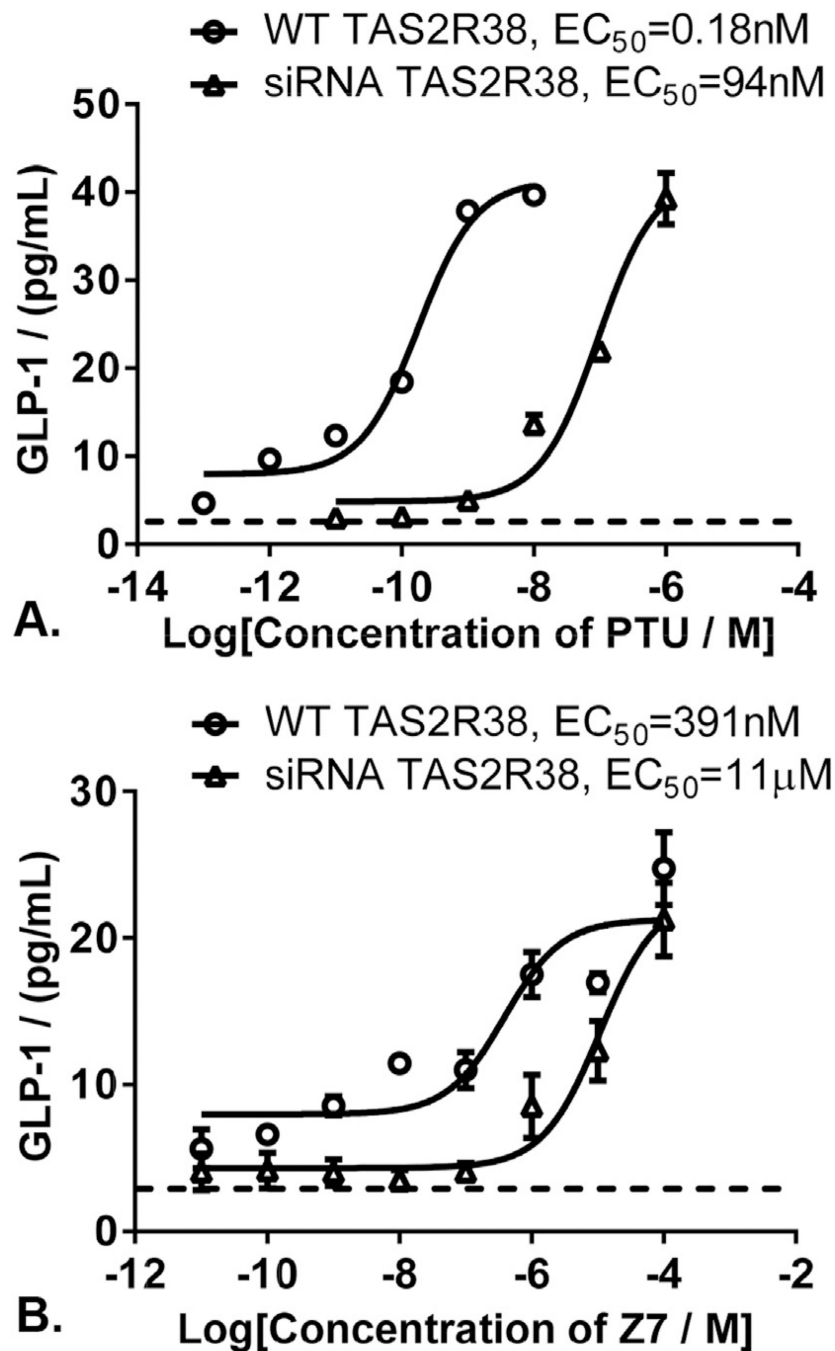 WT TAS2R38, EC₅₀=0.18nM
siRNA TAS2R38, EC₅₀=94nM
50
40
30
20
10
0
GLP-1 / (pg/mL)
-14 -12 -10 -8 -6 -4
A.
Log[Concentration of PTU / M]
WT TAS2R38, EC₅₀=391nM
siRNA TAS2R38, EC₅₀=11μM
30
20
10
0
GLP-1 / (pg/mL)
-12 -10 -8 -6 -4 -2
B.
Log[Concentration of Z7 / M]